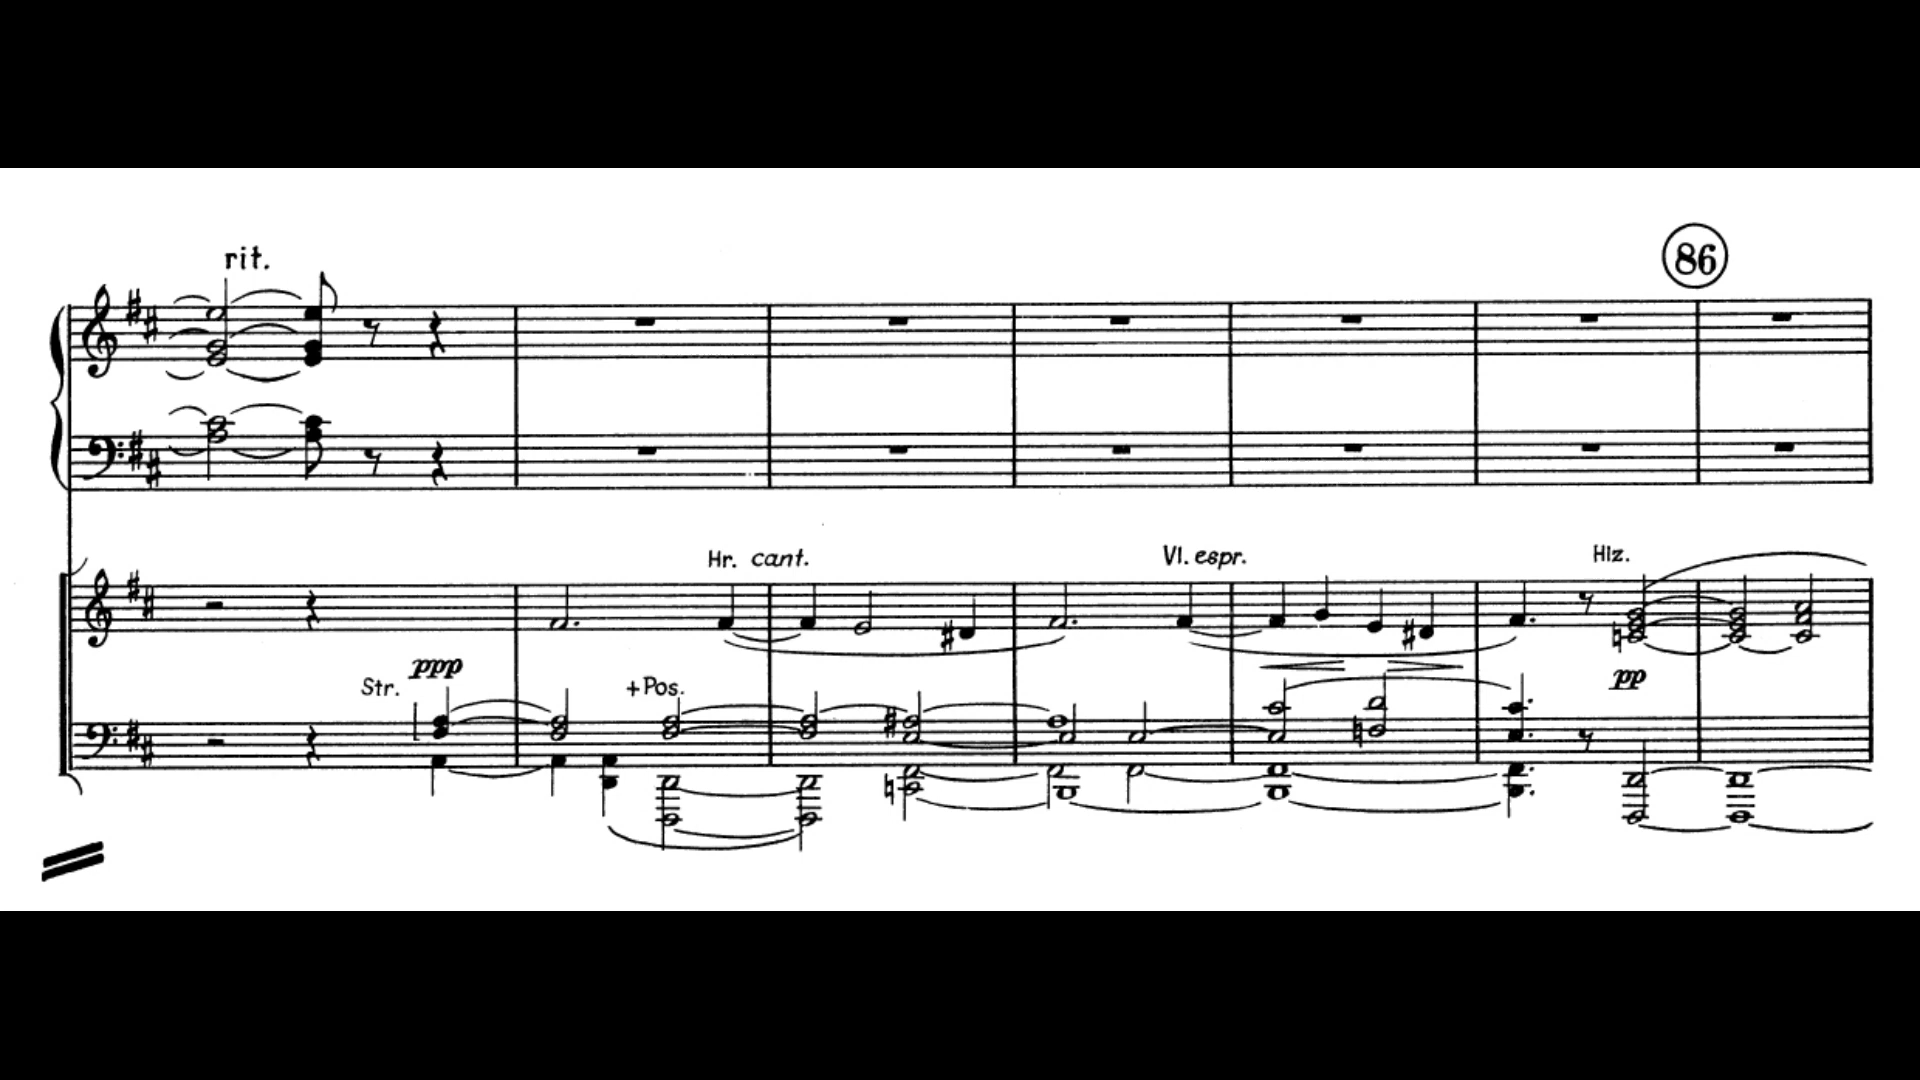 86
rit.
Hr. cant.
Vl. espr.
Hlz.
ppp
pp
Str.
+Pos.